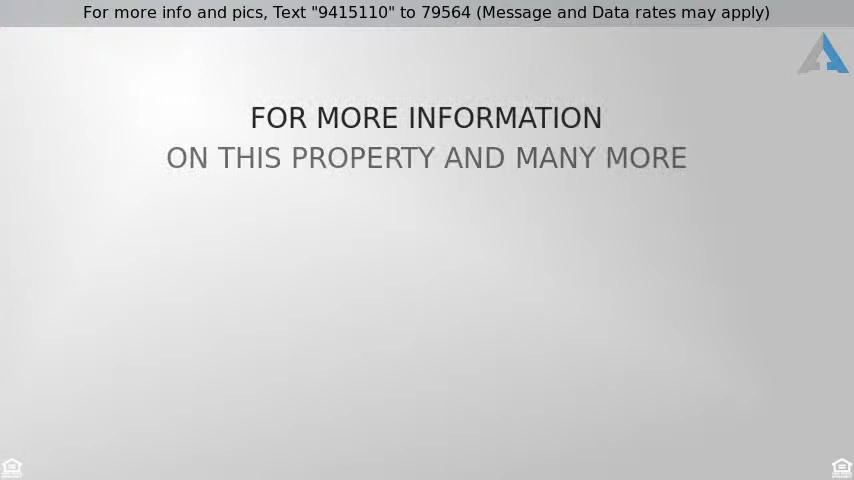 For more info and pics, Text "9415110" to 79564 (Message and Data rates may apply)
FOR MORE INFORMATION
ON THIS PROPERTY AND MANY MORE